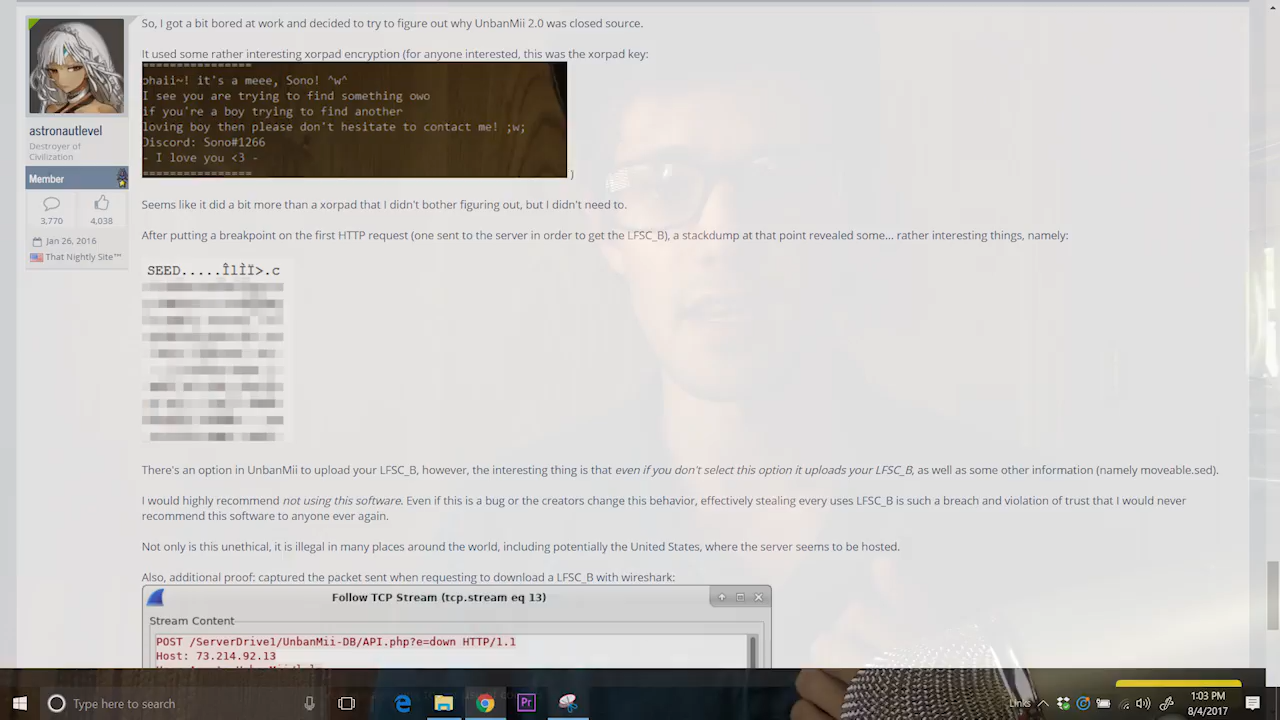 So, I got a bit bored at work and decided to try to figure out why UnbanMii 2.0 was closed source.
It used some rather interesting xorpad encryption (for anyone interested, this was the xorpad key:
================
ohaii~! it's a meee, Sono! ^w^
I see you are trying to find something owo
if you're a boy trying to find another
loving boy then please don't hesitate to contact me! ;w;
Discord: Sono#1266
- I love you <3 -
================
)
astronautlevel
Destroyer of
Civilization
Member
3,770
4,038
Jan 26, 2016
That Nightly Site™
Seems like it did a bit more than a xorpad that I didn't bother figuring out, but I didn't need to.
After putting a breakpoint on the first HTTP request (one sent to the server in order to get the LFSC_B), a stackdump at that point revealed some... rather interesting things, namely:
SEED.....ÎlÌÏ>.c
There's an option in UnbanMii to upload your LFSC_B, however, the interesting thing is that even if you don't select this option it uploads your LFSC_B, as well as some other information (namely moveable.sed).
I would highly recommend not using this software. Even if this is a bug or the creators change this behavior, effectively stealing every uses LFSC_B is such a breach and violation of trust that I would never
recommend this software to anyone ever again.
Not only is this unethical, it is illegal in many places around the world, including potentially the United States, where the server seems to be hosted.
Also, additional proof: captured the packet sent when requesting to download a LFSC_B with wireshark:
Follow TCP Stream (tcp.stream eq 13)
Stream Content
POST /ServerDrive1/UnbanMii-DB/API.php?e=down HTTP/1.1
Host: 73.214.92.13
Type here to search
Links
1:03 PM
8/4/2017